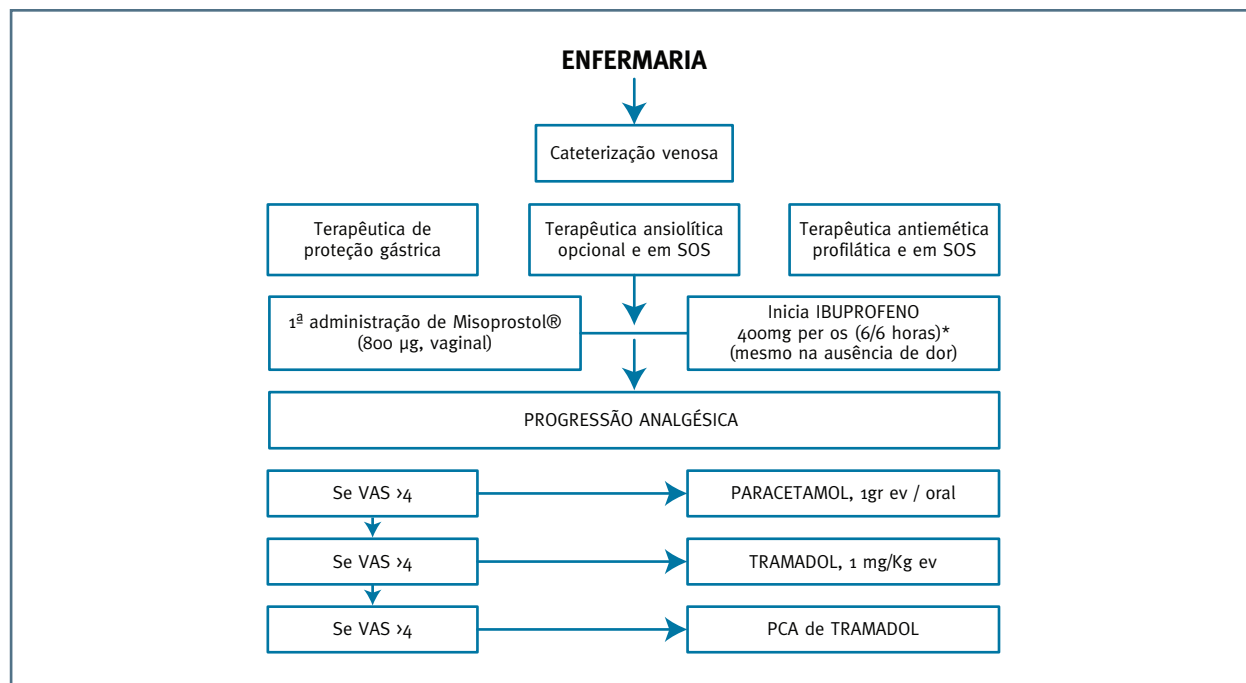 ENFERMARIA
Cateterização venosa
Terapêutica de
proteção gástrica
Terapêutica ansiolítica
opcional e em SOS
Terapêutica antiemética
profilática e em SOS
1ª administração de Misoprostol®
(800 µg, vaginal)
Inicia IBUPROFENO
400mg per os (6/6 horas)*
(mesmo na ausência de dor)
PROGRESSÃO ANALGÉSICA
Se VAS >4
PARACETAMOL, 1gr ev / oral
Se VAS >4
TRAMADOL, 1 mg/Kg ev
Se VAS >4
PCA de TRAMADOL